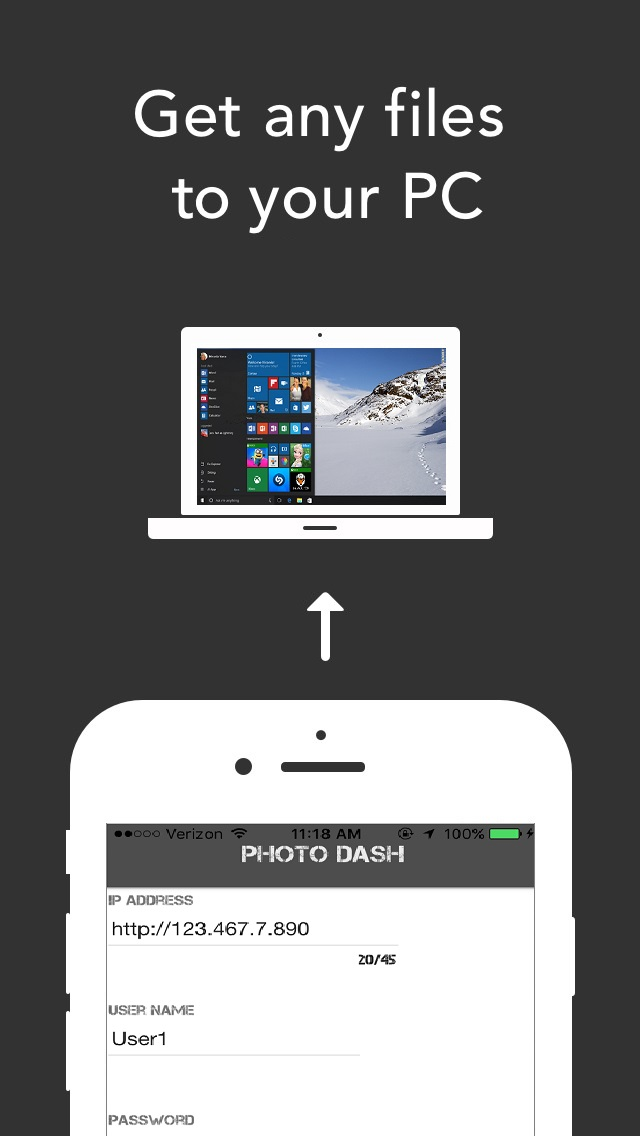 Get any files
to your PC
Verizon 11:18 AM 100%
PHOTO DASH
IP ADDRESS
http://123.467.7.890
20/45
USER NAME
User1
PASSWORD